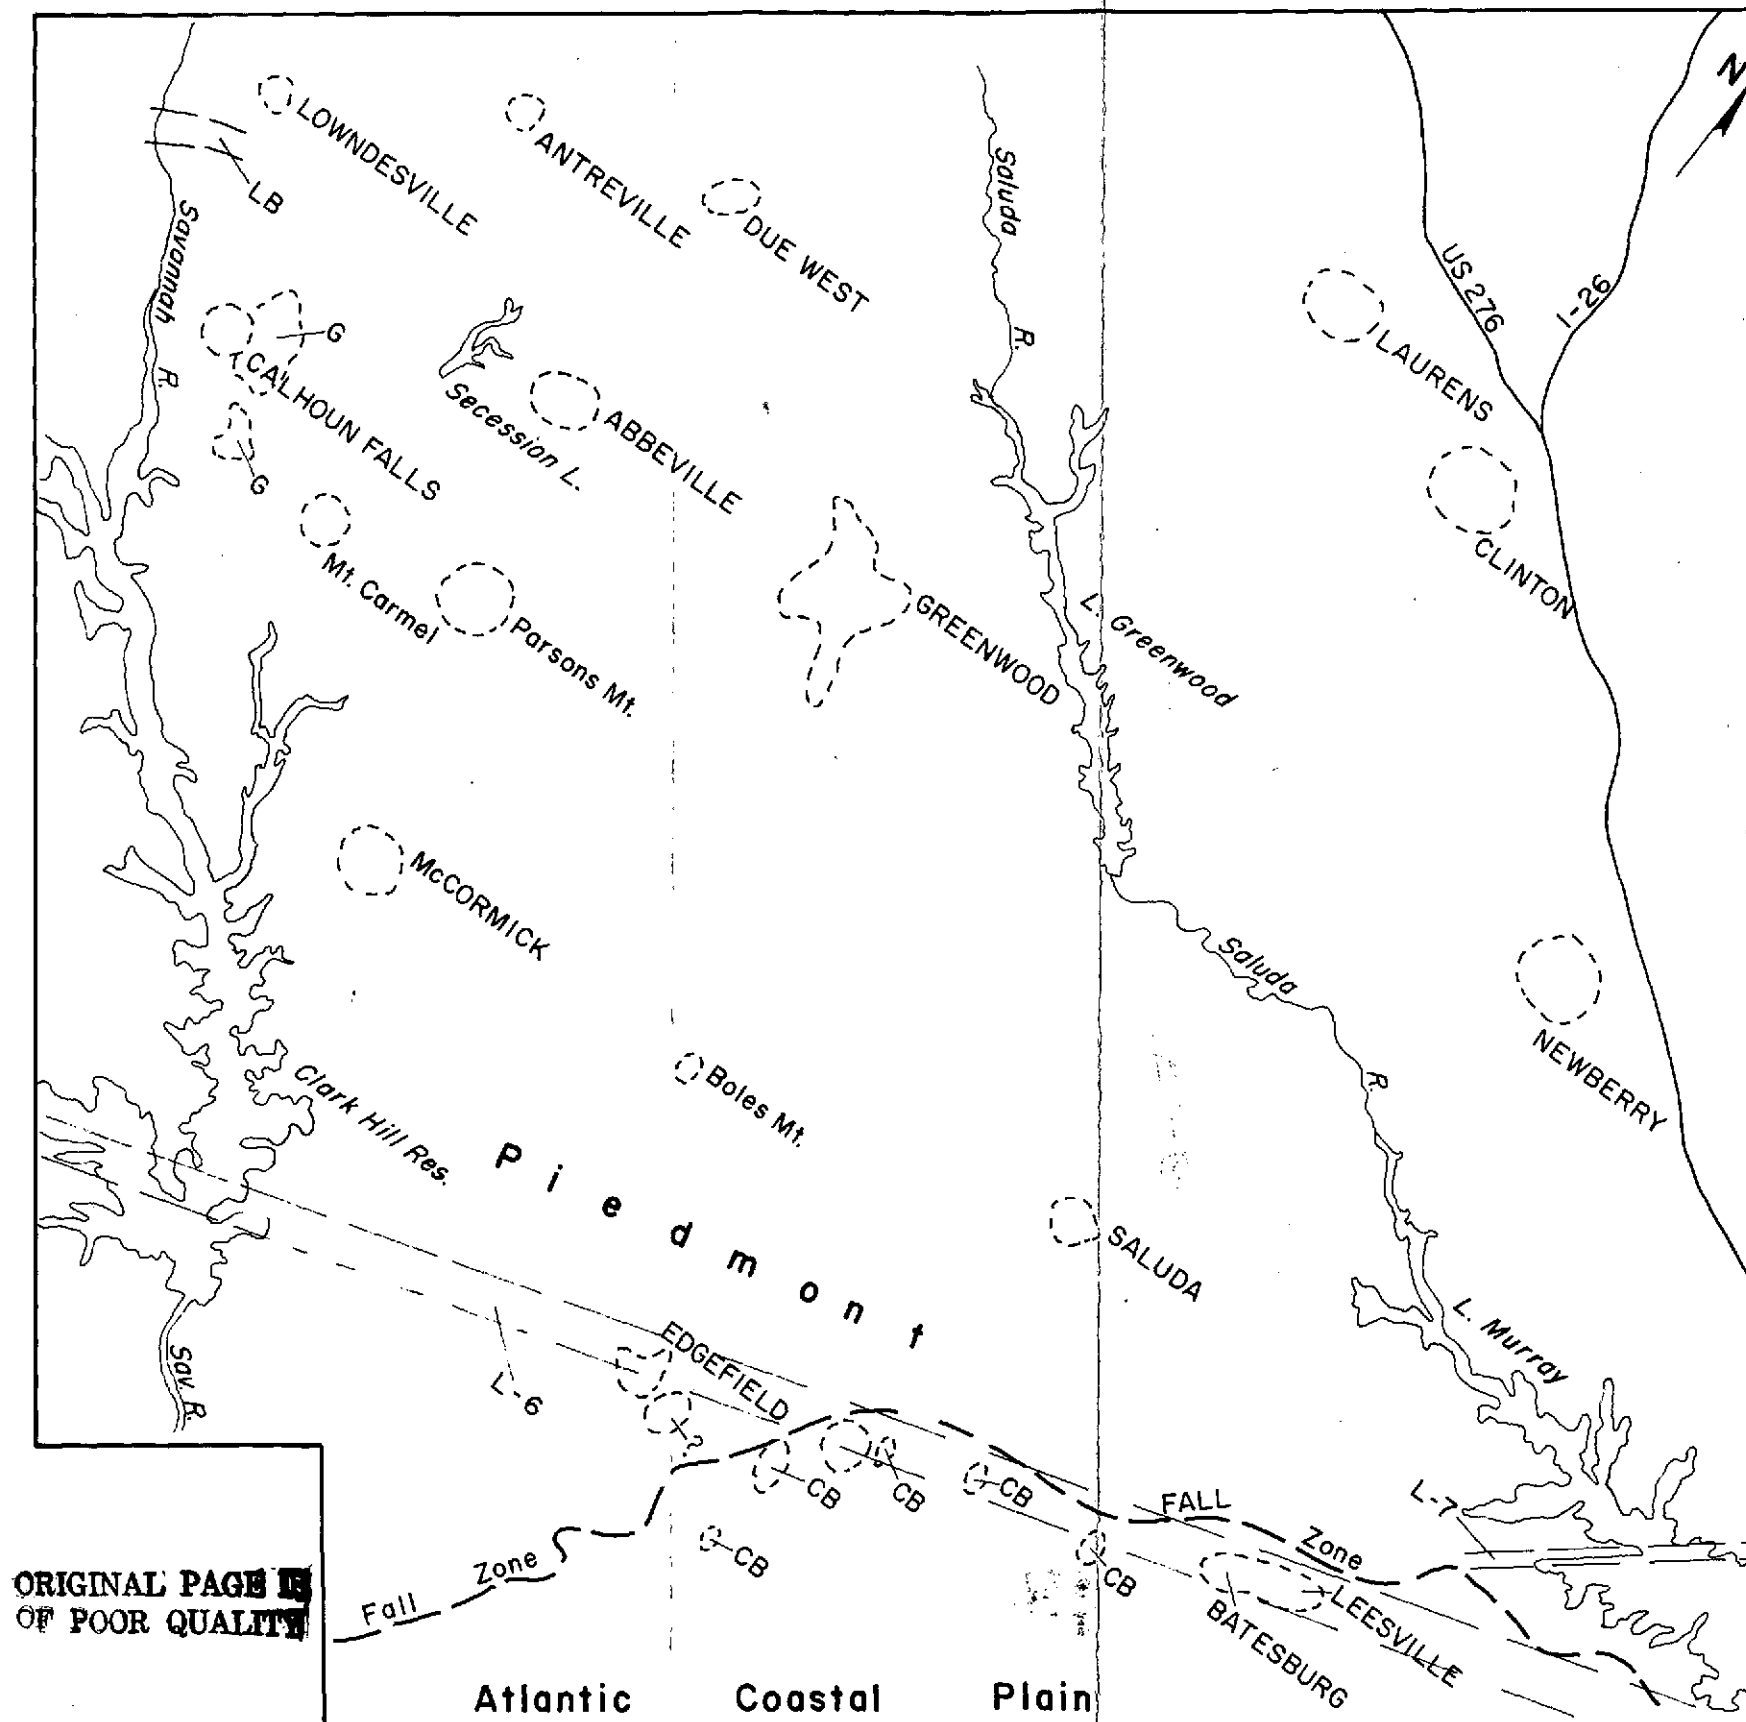 N
LOWNDESVILLE
ANTREVILLE
DUE WEST
LB
Saluda
R.
Savannah
R.
US 276
I-26
G
CALHOUN FALLS
G
Secession L.
ABBEVILLE
LAURENS
CLINTON
Mt. Carmel
Parsons Mt.
GREENWOOD
L. Greenwood
McCORMICK
Saluda
R.
NEWBERRY
Boles Mt.
Clark Hill Res.
Piedmont
SALUDA
L. Murray
Sav. R.
L-6
EDGEFIELD
?
CB
CB
CB
CB
CB
FALL
Zone
L-7
Fall
Zone
LEESVILLE
BATESBURG
ORIGINAL PAGE IS
OF POOR QUALITY
Atlantic Coastal Plain